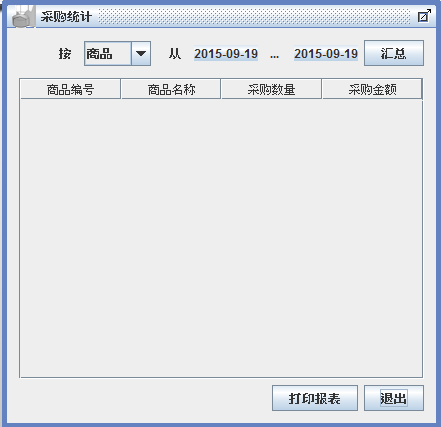 采购统计
按 商品 从 2015-09-19 ... 2015-09-19 汇总
商品编号 商品名称 采购数量 采购金额
打印报表 退出